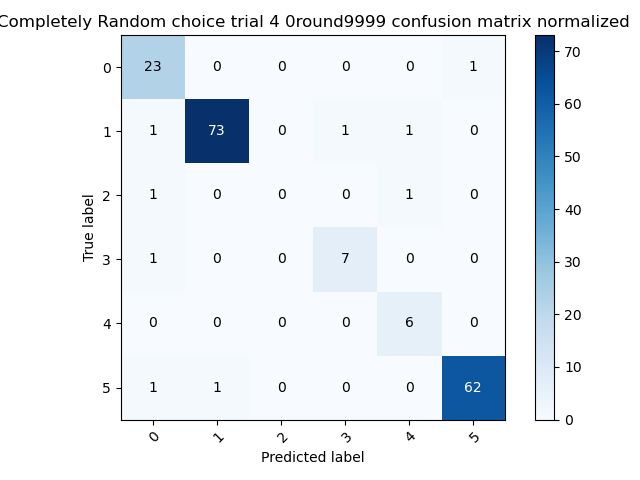 Completely Random choice trial 4 0round9999 confusion matrix normalized
True label
0 23 0 0 0 0 1
1 1 73 0 1 1 0
2 1 0 0 0 1 0
3 1 0 0 7 0 0
4 0 0 0 0 6 0
5 1 1 0 0 0 62
0 1 2 3 4 5
Predicted label
70
60
50
40
30
20
10
0